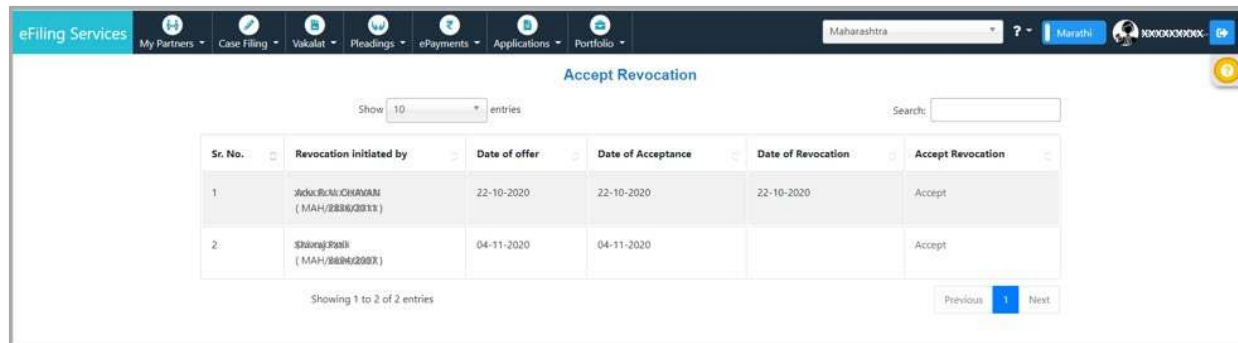 eFiling Services My Partners Case Filing Vakalat Pleadings ePayments Applications Portfolio Maharashtra ? Marathi
Accept Revocation
Show 10 entries Search:
Sr. No. Revocation initiated by Date of offer Date of Acceptance Date of Revocation Accept Revocation
1 22-10-2020 22-10-2020 22-10-2020 Accept
( MAH/
2 04-11-2020 04-11-2020 Accept
( MAH/
Showing 1 to 2 of 2 entries Previous 1 Next